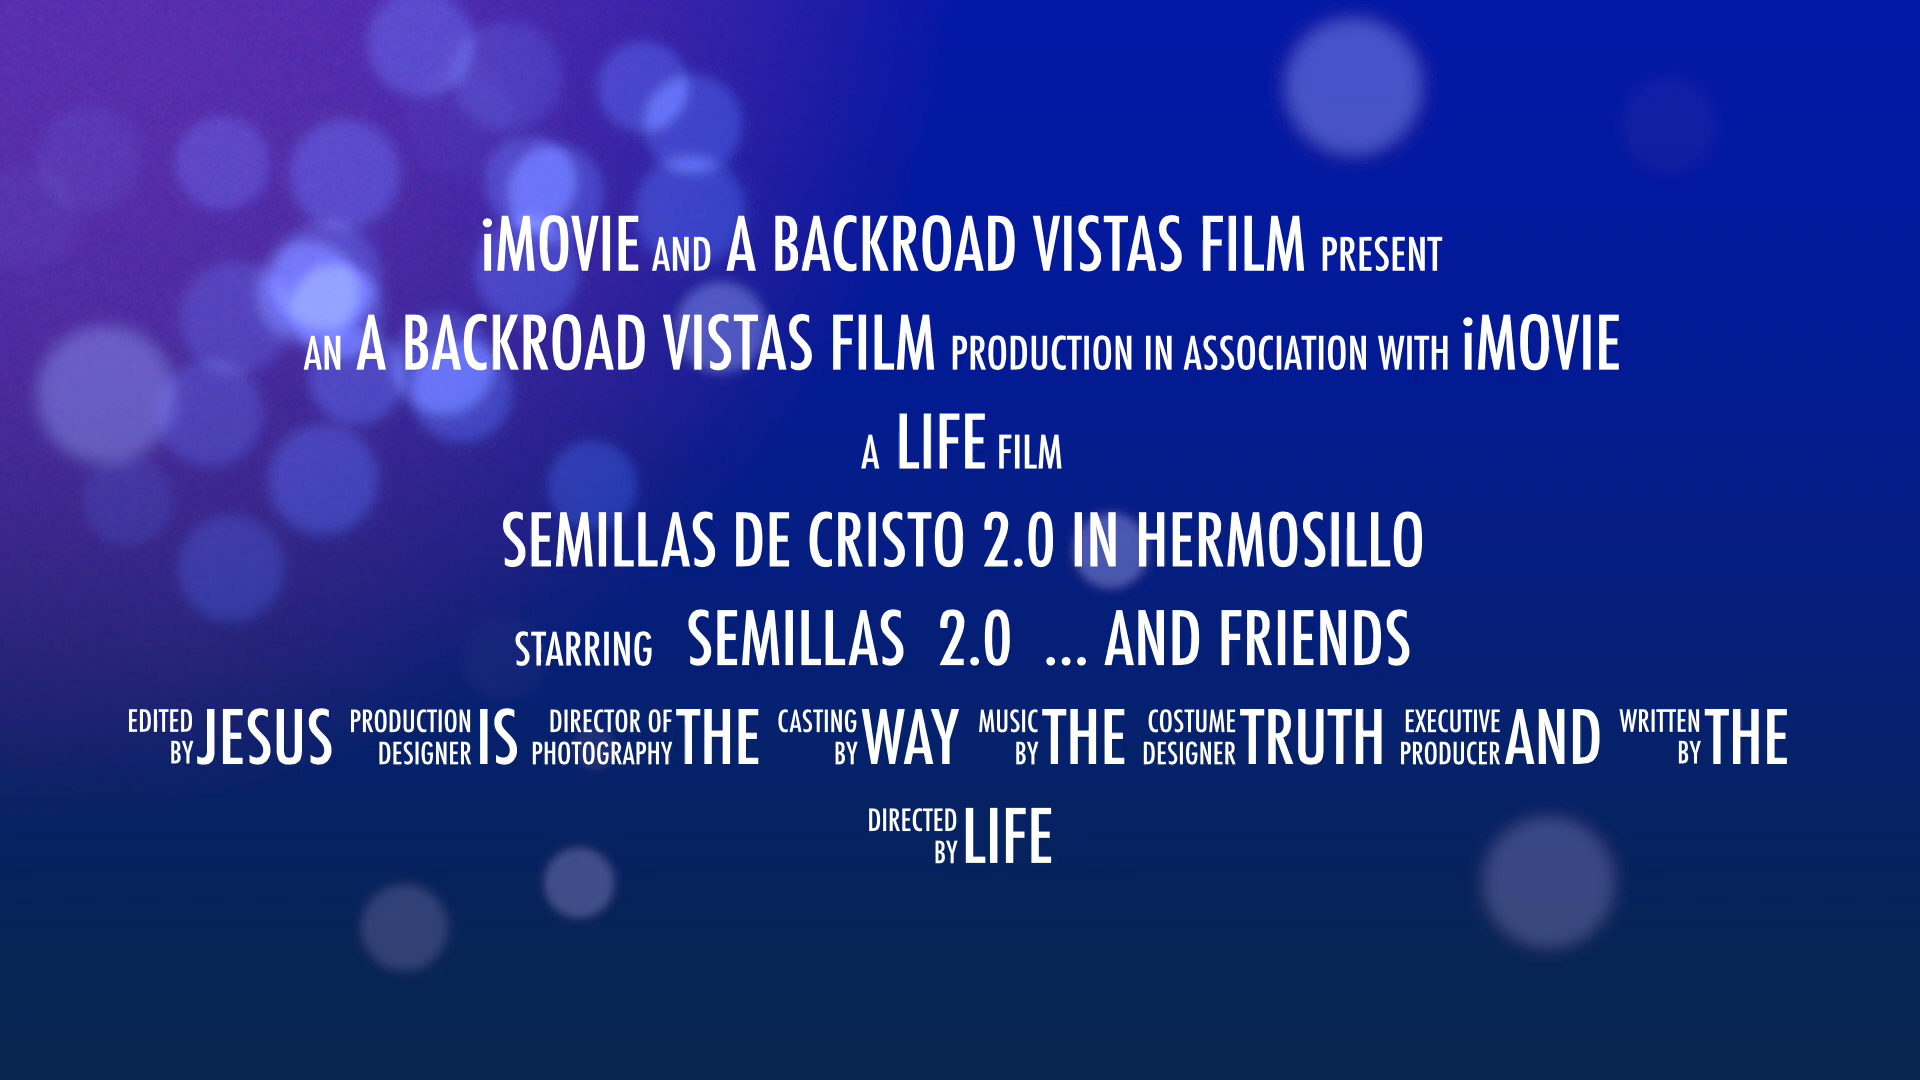 iMOVIE AND A BACKROAD VISTAS FILM PRESENT
AN A BACKROAD VISTAS FILM PRODUCTION IN ASSOCIATION WITH iMOVIE
A LIFE FILM
SEMILLAS DE CRISTO 2.0 IN HERMOSILLO
STARRING SEMILLAS 2.0 ... AND FRIENDS
EDITED BY JESUS PRODUCTION DESIGNER IS DIRECTOR OF PHOTOGRAPHY THE CASTING BY WAY MUSIC BY THE COSTUME DESIGNER TRUTH EXECUTIVE PRODUCER AND WRITTEN BY THE
DIRECTED BY LIFE